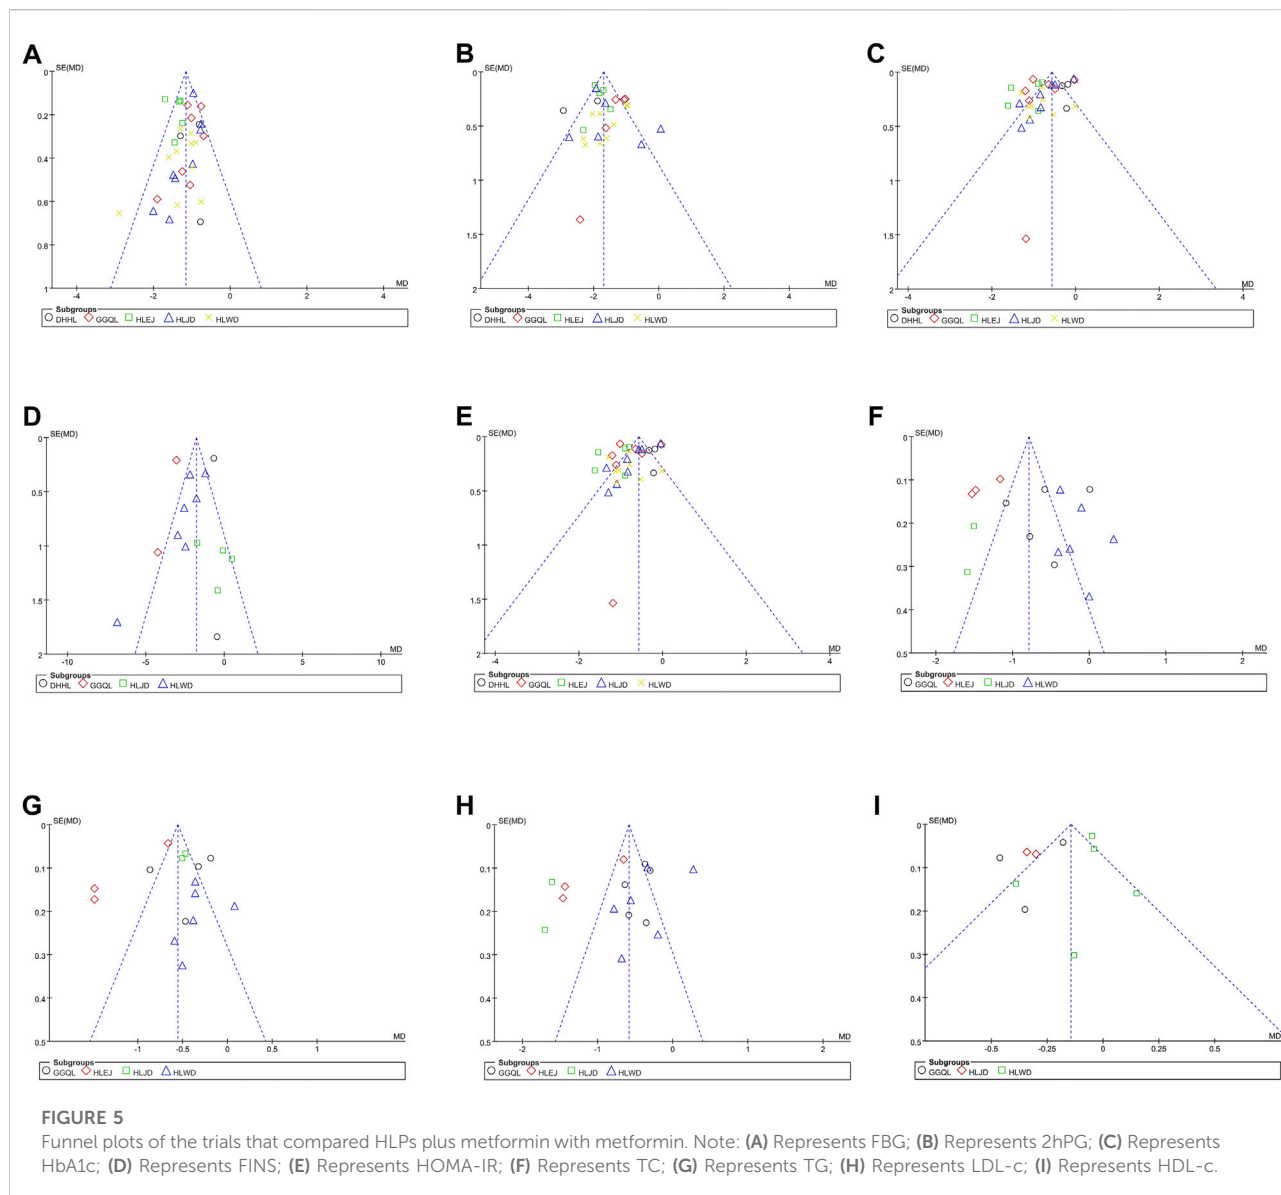 A
SE(MD)
0
0.2
0.4
0.6
0.8
1
-4
-2
0
2
4
MD
Subgroups
DHHL GGQL HLEJ HLJD HLWD
B
SE(MD)
0
0.5
1
1.5
2
-4
-2
0
2
4
MD
Subgroups
DHHL GGQL HLEJ HLJD HLWD
C
SE(MD)
0
0.5
1
1.5
2
-4
-2
0
2
4
MD
Subgroups
DHHL GGQL HLEJ HLJD HLWD
D
SE(MD)
0
0.5
1
1.5
2
-10
-5
0
5
10
MD
Subgroups
DHHL GGQL HLJD HLWD
E
SE(MD)
0
0.5
1
1.5
2
-4
-2
0
2
4
MD
Subgroups
DHHL GGQL HLEJ HLJD HLWD
F
SE(MD)
0
0.1
0.2
0.3
0.4
0.5
-2
-1
0
1
2
MD
Subgroups
GGQL HLEJ HLJD HLWD
G
SE(MD)
0
0.1
0.2
0.3
0.4
0.5
-1
-0.5
0
0.5
1
MD
Subgroups
GGQL HLEJ HLJD HLWD
H
SE(MD)
0
0.1
0.2
0.3
0.4
0.5
-2
-1
0
1
2
MD
Subgroups
GGQL HLEJ HLJD HLWD
I
SE(MD)
0
0.1
0.2
0.3
0.4
0.5
-0.5
-0.25
0
0.25
0.5
MD
Subgroups
GGQL HLJD HLWD
FIGURE 5
Funnel plots of the trials that compared HLPs plus metformin with metformin. Note: (A) Represents FBG; (B) Represents 2hPG; (C) Represents
HbA1c; (D) Represents FINS; (E) Represents HOMA-IR; (F) Represents TC; (G) Represents TG; (H) Represents LDL-c; (I) Represents HDL-c.